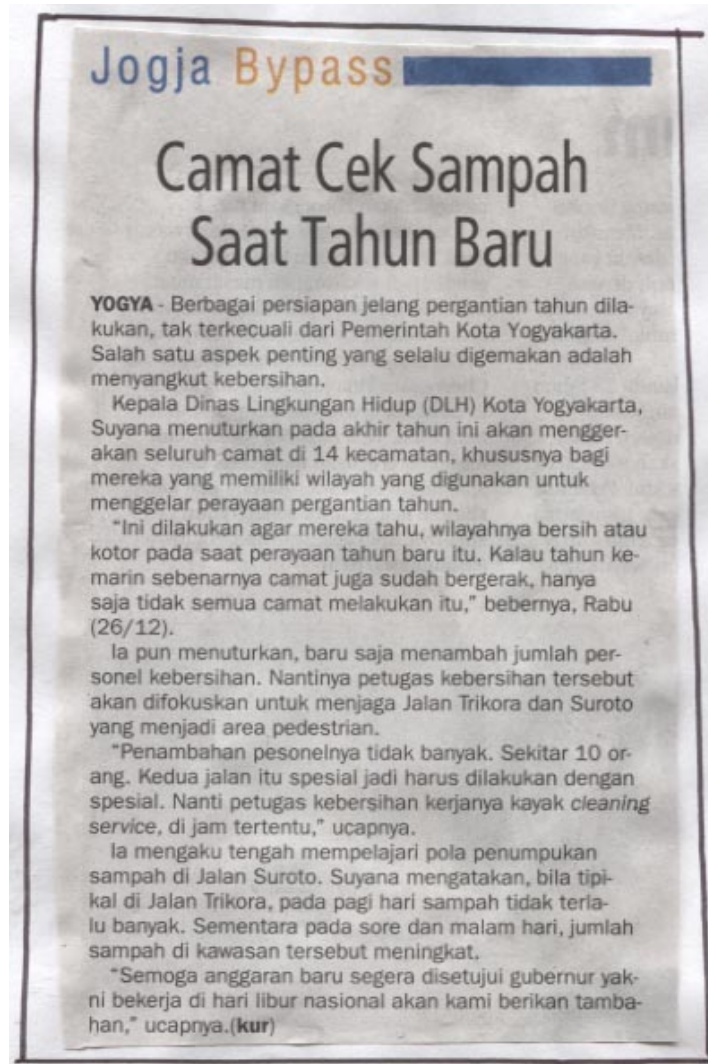 Jogja Bypass
Camat Cek Sampah
Saat Tahun Baru
YOGYA - Berbagai persiapan jelang pergantian tahun dila-
kukan, tak terkecuali dari Pemerintah Kota Yogyakarta.
Salah satu aspek penting yang selalu digemakan adalah
menyangkut kebersihan.
Kepala Dinas Lingkungan Hidup (DLH) Kota Yogyakarta,
Suyana menuturkan pada akhir tahun ini akan mengger-
akan seluruh camat di 14 kecamatan, khususnya bagi
mereka yang memiliki wilayah yang digunakan untuk
menggelar perayaan pergantian tahun.
“Ini dilakukan agar mereka tahu, wilayahnya bersih atau
kotor pada saat perayaan tahun baru itu. Kalau tahun ke-
marin sebenarnya camat juga sudah bergerak, hanya
saja tidak semua camat melakukan itu,” bebernya, Rabu
(26/12).
Ia pun menuturkan, baru saja menambah jumlah per-
sonel kebersihan. Nantinya petugas kebersihan tersebut
akan difokuskan untuk menjaga Jalan Trikora dan Suroto
yang menjadi area pedestrian.
“Penambahan pesonelnya tidak banyak. Sekitar 10 or-
ang. Kedua jalan itu spesial jadi harus dilakukan dengan
spesial. Nanti petugas kebersihan kerjanya kayak cleaning
service, di jam tertentu,” ucapnya.
Ia mengaku tengah mempelajari pola penumpukan
sampah di Jalan Suroto. Suyana mengatakan, bila tipi-
kal di Jalan Trikora, pada pagi hari sampah tidak terla-
lu banyak. Sementara pada sore dan malam hari, jumlah
sampah di kawasan tersebut meningkat.
“Semoga anggaran baru segera disetujui gubernur yak-
ni bekerja di hari libur nasional akan kami berikan tamba-
han,” ucapnya.(kur)